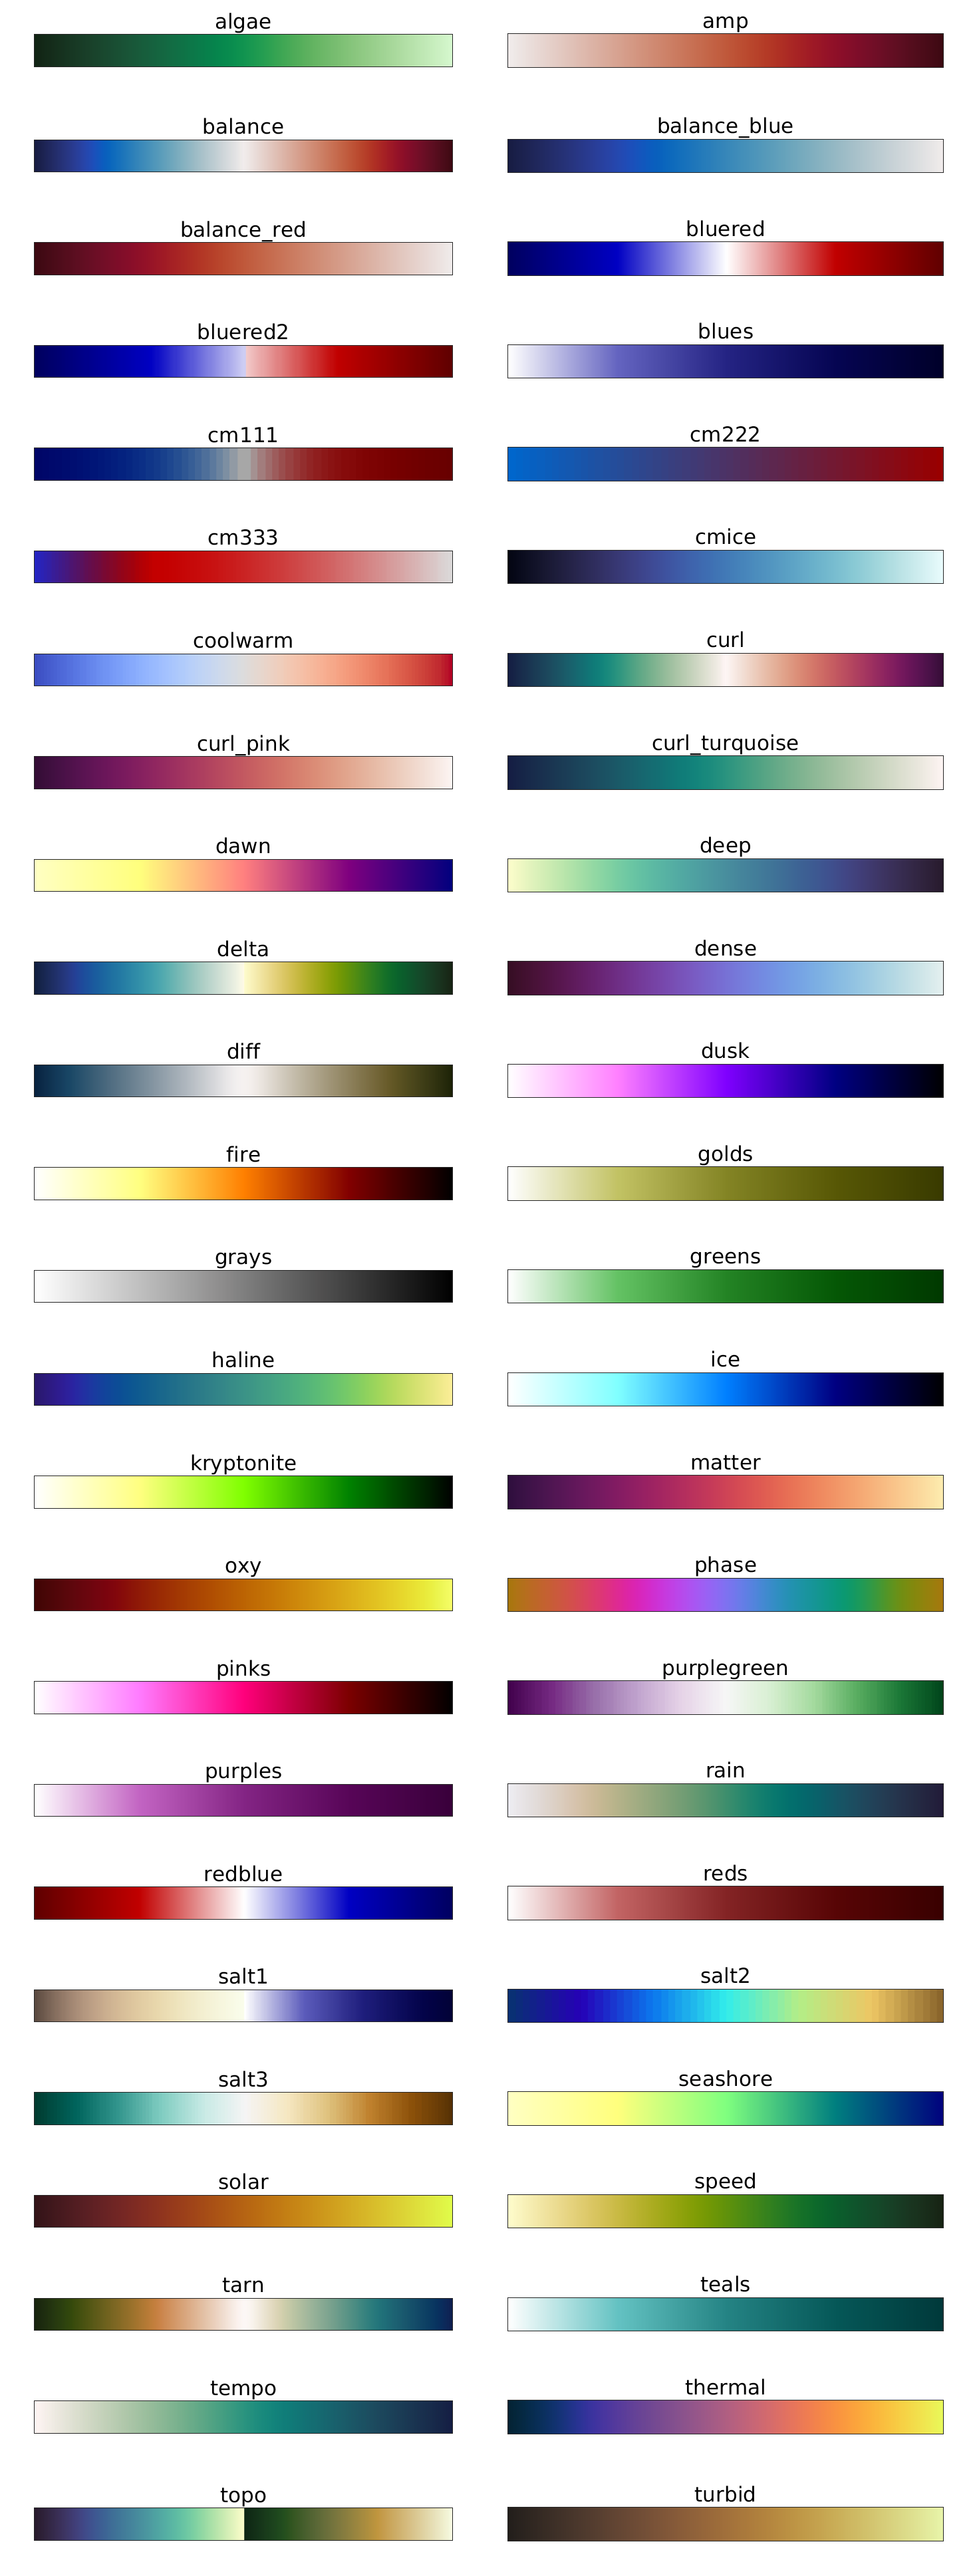 algae
amp
balance
balance_blue
balance_red
bluered
bluered2
blues
cm111
cm222
cm333
cmice
coolwarm
curl
curl_pink
curl_turquoise
dawn
deep
delta
dense
diff
dusk
fire
golds
grays
greens
haline
ice
kryptonite
matter
oxy
phase
pinks
purplegreen
purples
rain
redblue
reds
salt1
salt2
salt3
seashore
solar
speed
tarn
teals
tempo
thermal
topo
turbid